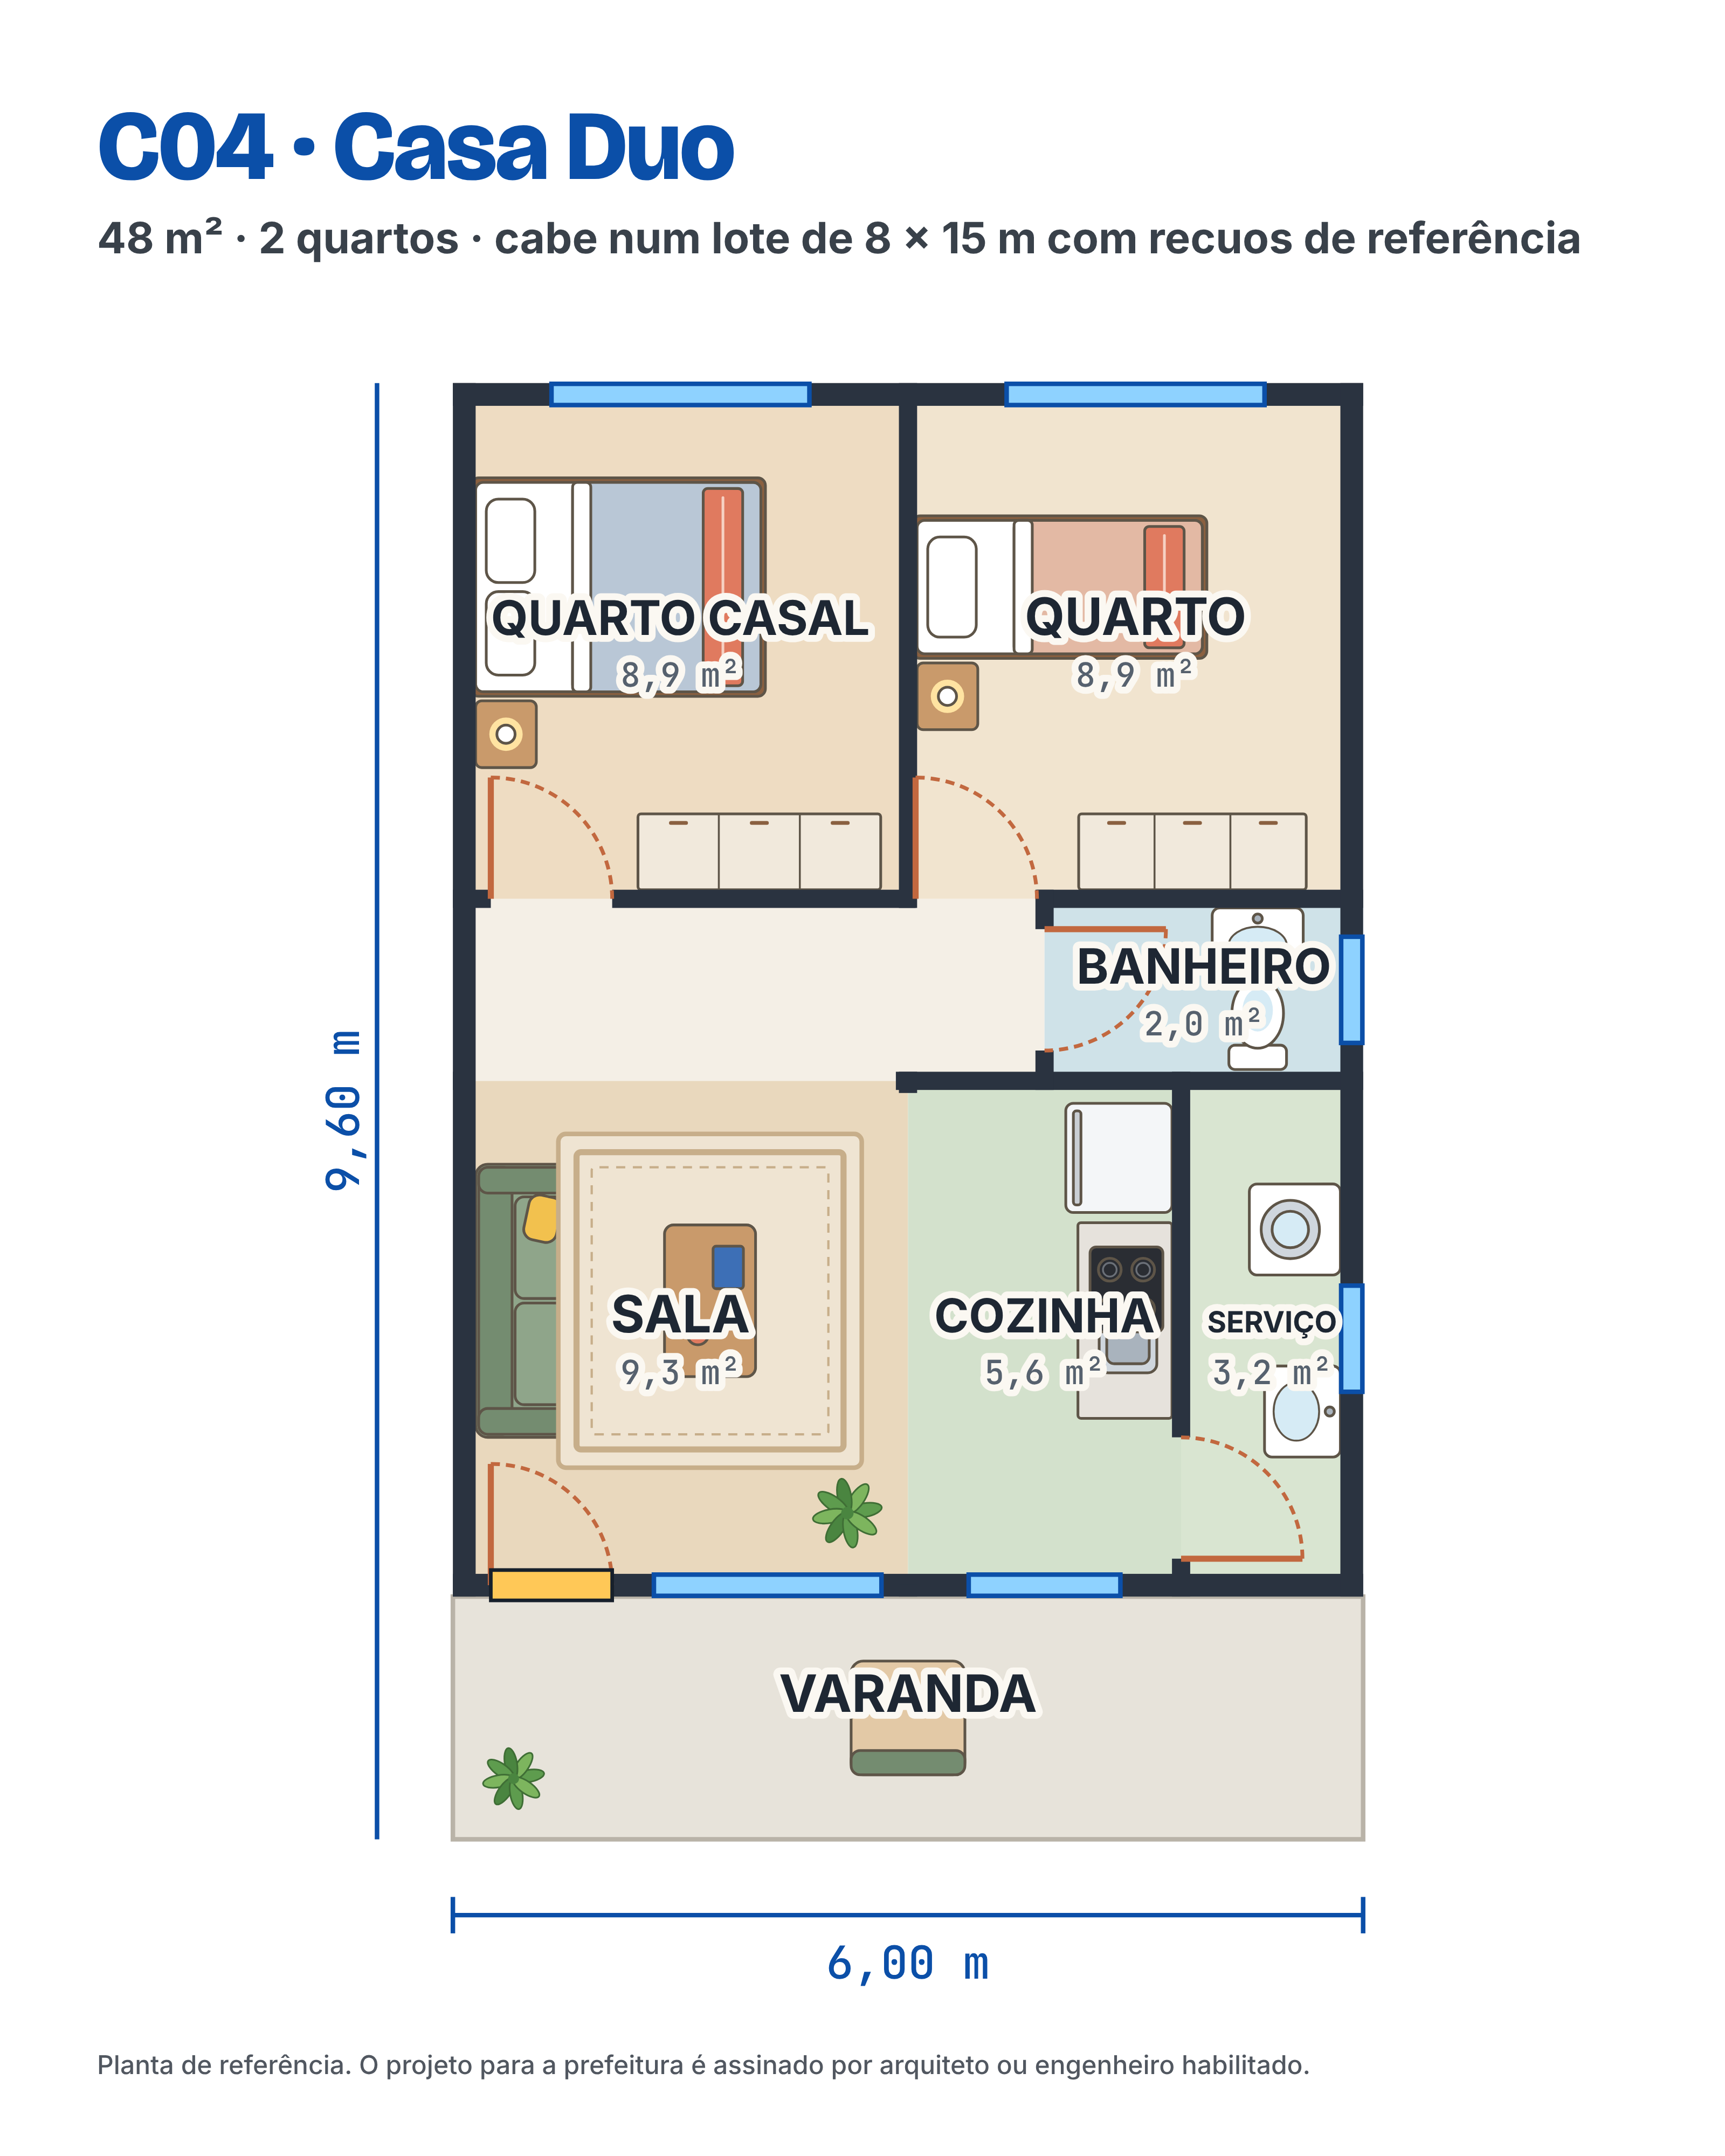 C04 · Casa Duo
48 m² · 2 quartos · cabe num lote de 8 × 15 m com recuos de referência
QUARTO CASAL
8,9 m²
QUARTO
8,9 m²
BANHEIRO
2,0 m²
9,60 m
SALA
9,3 m²
COZINHA
5,6 m²
SERVIÇO
3,2 m²
VARANDA
6,00 m
Planta de referência. O projeto para a prefeitura é assinado por arquiteto ou engenheiro habilitado.